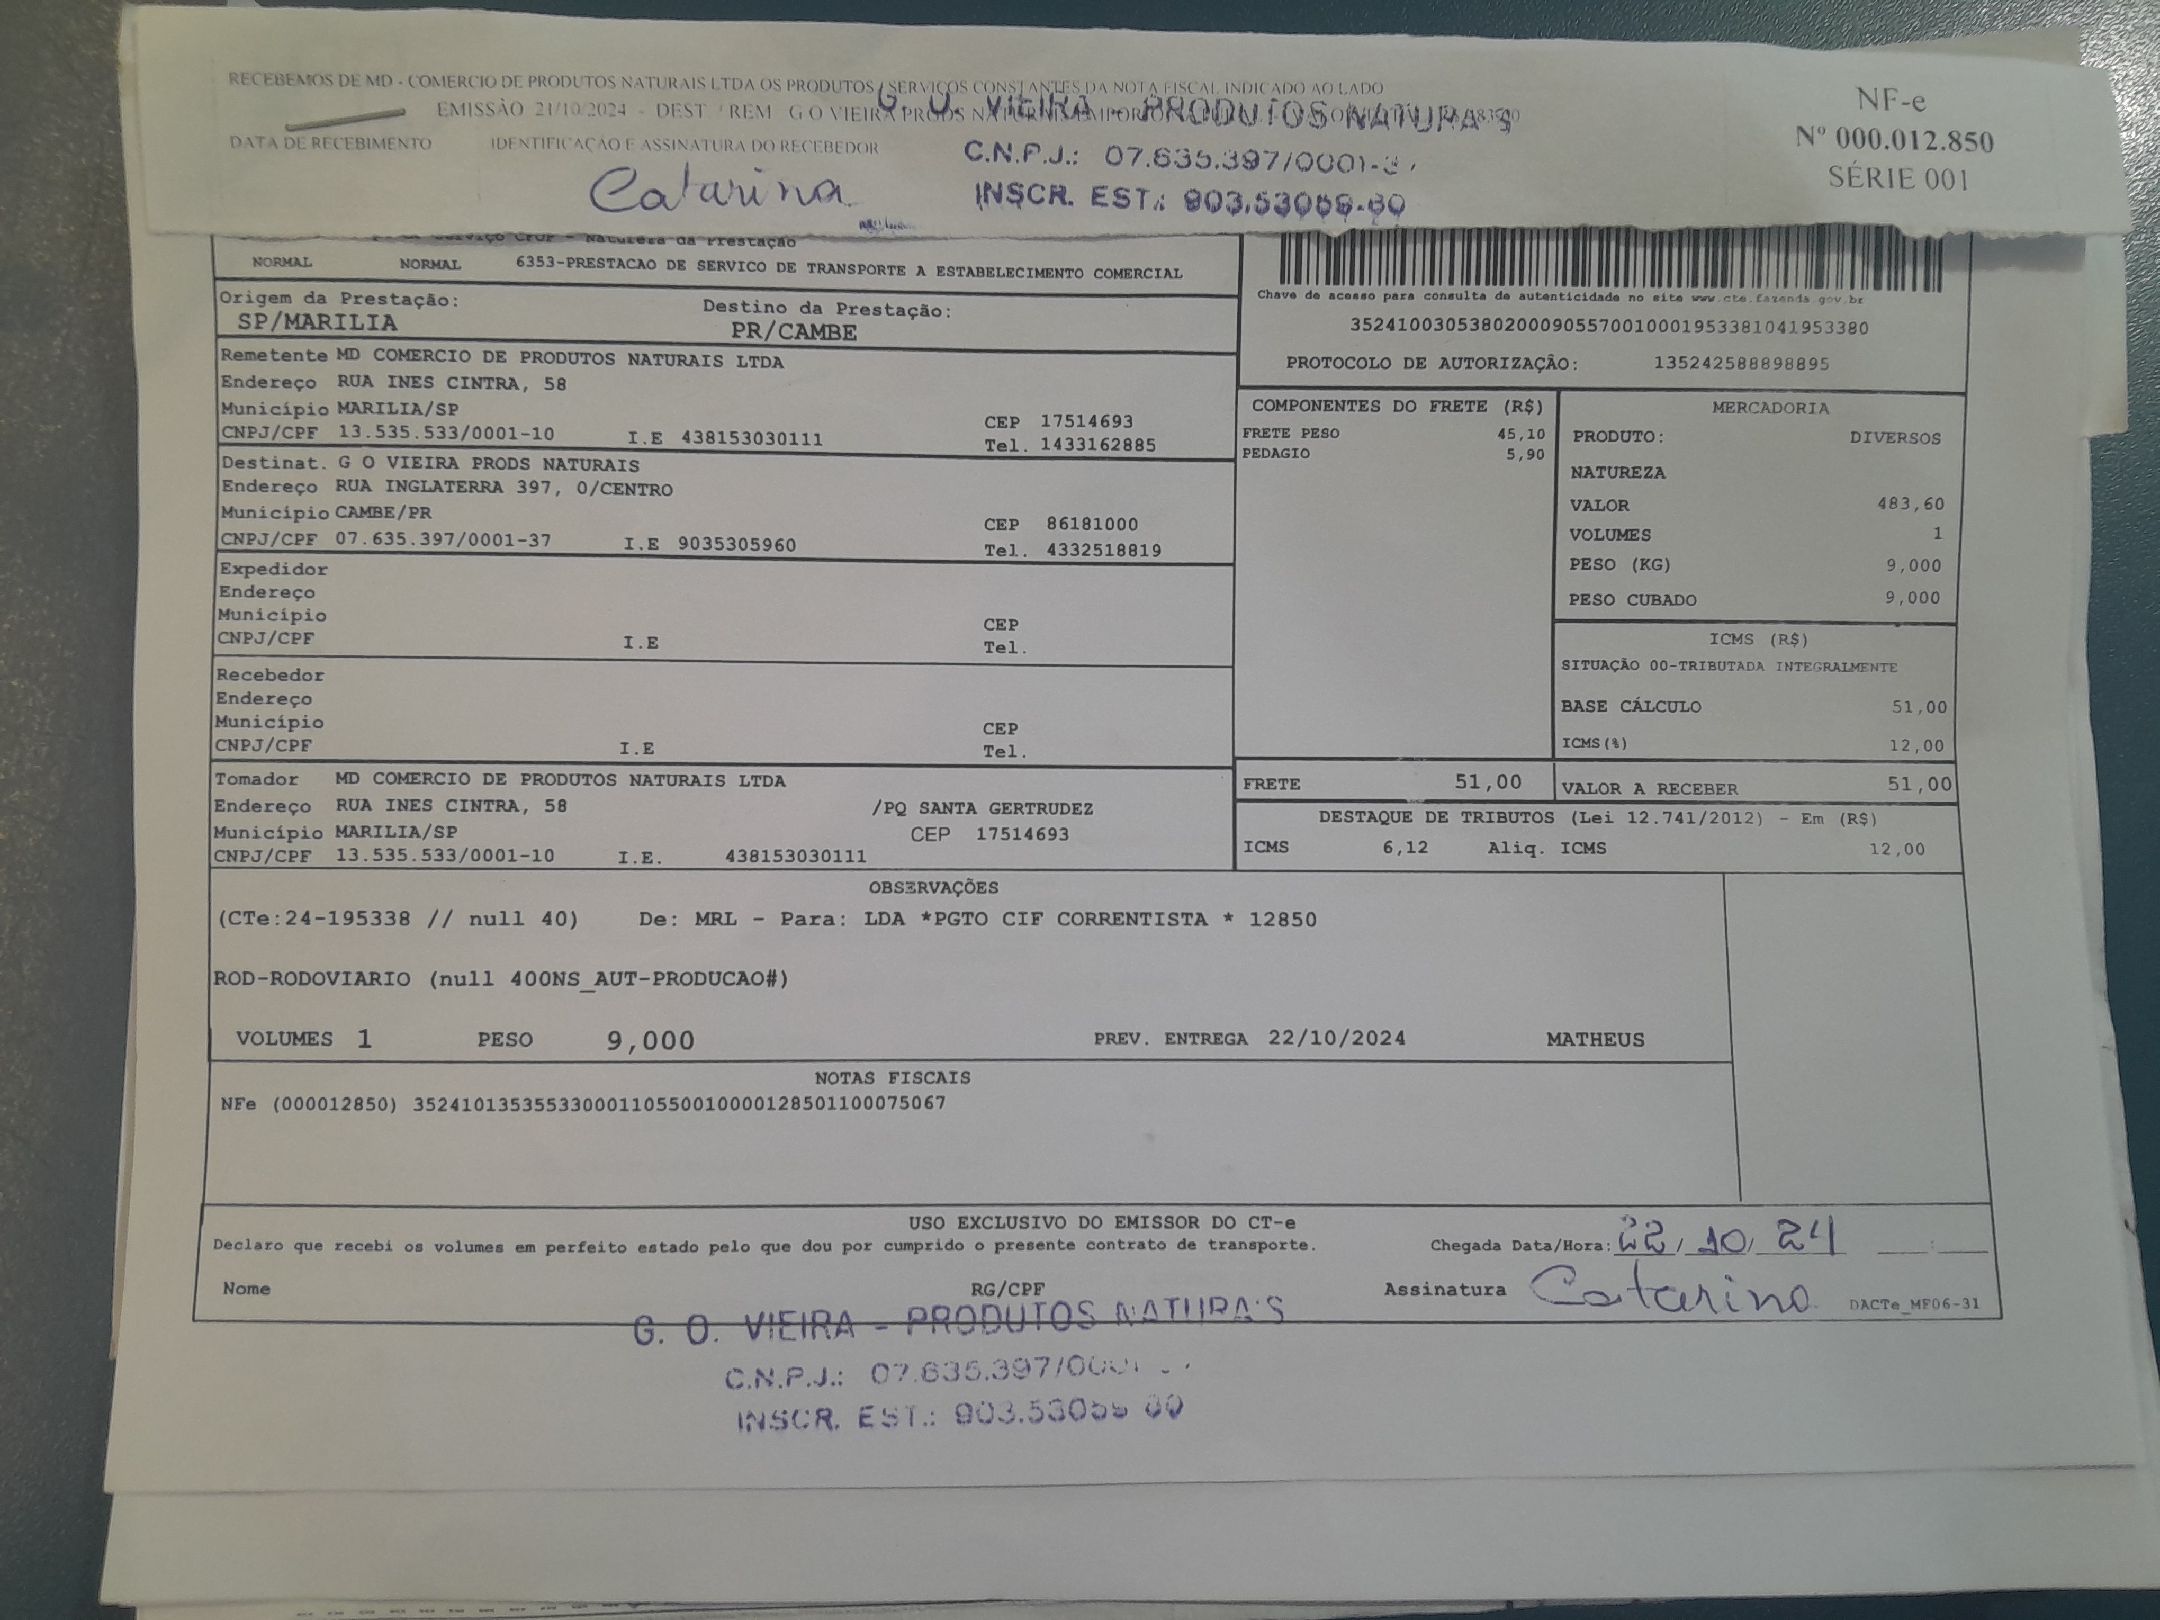 RECEBEMOS DE MD - COMERCIO DE PRODUTOS NATURAIS LTDA OS PRODUTOS / SERVIÇOS CONSTANTES DA NOTA FISCAL INDICADO AO LADO
EMISSÃO 21/10/2024 - DEST / REM G O VIEIRA PRODS
G. O. VIEIRA - PRODUTOS NATURA'S
DATA DE RECEBIMENTO IDENTIFICAÇÃO E ASSINATURA DO RECEBEDOR
C.N.P.J.: 07.635.397/0001-3
Catarina
INSCR. EST.: 903.53059-60
NF-e
Nº 000.012.850
SÉRIE 001
CFOP - Natureza da Prestação
NORMAL NORMAL 6353-PRESTACAO DE SERVICO DE TRANSPORTE A ESTABELECIMENTO COMERCIAL
Chave de acesso para consulta de autenticidade no site www.cte.fazenda.gov.br
35241003053802000905570010001953381041953380
PROTOCOLO DE AUTORIZAÇÃO: 135242588898895
Origem da Prestação: Destino da Prestação:
SP/MARILIA PR/CAMBE
Remetente MD COMERCIO DE PRODUTOS NATURAIS LTDA
Endereço RUA INES CINTRA, 58
Município MARILIA/SP CEP 17514693
CNPJ/CPF 13.535.533/0001-10 I.E 438153030111 Tel. 1433162885
Destinat. G O VIEIRA PRODS NATURAIS
Endereço RUA INGLATERRA 397, 0/CENTRO
Município CAMBE/PR CEP 86181000
CNPJ/CPF 07.635.397/0001-37 I.E 9035305960 Tel. 4332518819
Expedidor
Endereço
Município CEP
CNPJ/CPF I.E Tel.
Recebedor
Endereço
Município CEP
CNPJ/CPF I.E Tel.
Tomador MD COMERCIO DE PRODUTOS NATURAIS LTDA
Endereço RUA INES CINTRA, 58 /PQ SANTA GERTRUDEZ
Município MARILIA/SP CEP 17514693
CNPJ/CPF 13.535.533/0001-10 I.E. 438153030111
COMPONENTES DO FRETE (R$)
FRETE PESO 45,10
PEDAGIO 5,90
MERCADORIA
PRODUTO: DIVERSOS
NATUREZA
VALOR 483,60
VOLUMES 1
PESO (KG) 9,000
PESO CUBADO 9,000
ICMS (R$)
SITUAÇÃO 00-TRIBUTADA INTEGRALMENTE
BASE CÁLCULO 51,00
ICMS(%) 12,00
FRETE 51,00 VALOR A RECEBER 51,00
DESTAQUE DE TRIBUTOS (Lei 12.741/2012) - Em (R$)
ICMS 6,12 Aliq. ICMS 12,00
OBSERVAÇÕES
(CTe:24-195338 // null 40) De: MRL - Para: LDA *PGTO CIF CORRENTISTA * 12850
ROD-RODOVIARIO (null 400NS_AUT-PRODUCAO#)
VOLUMES 1 PESO 9,000 PREV. ENTREGA 22/10/2024 MATHEUS
NOTAS FISCAIS
NFe (000012850) 35241013535533000110550010000128501100075067
USO EXCLUSIVO DO EMISSOR DO CT-e
Declaro que recebi os volumes em perfeito estado pelo que dou por cumprido o presente contrato de transporte. Chegada Data/Hora: 22/10/24 ___:___
Nome RG/CPF Assinatura Catarina DACTe_MF06-31
G. O. VIEIRA - PRODUTOS NATURA'S
C.N.P.J.: 07.635.397/0001
INSCR. EST.: 903.53059 60